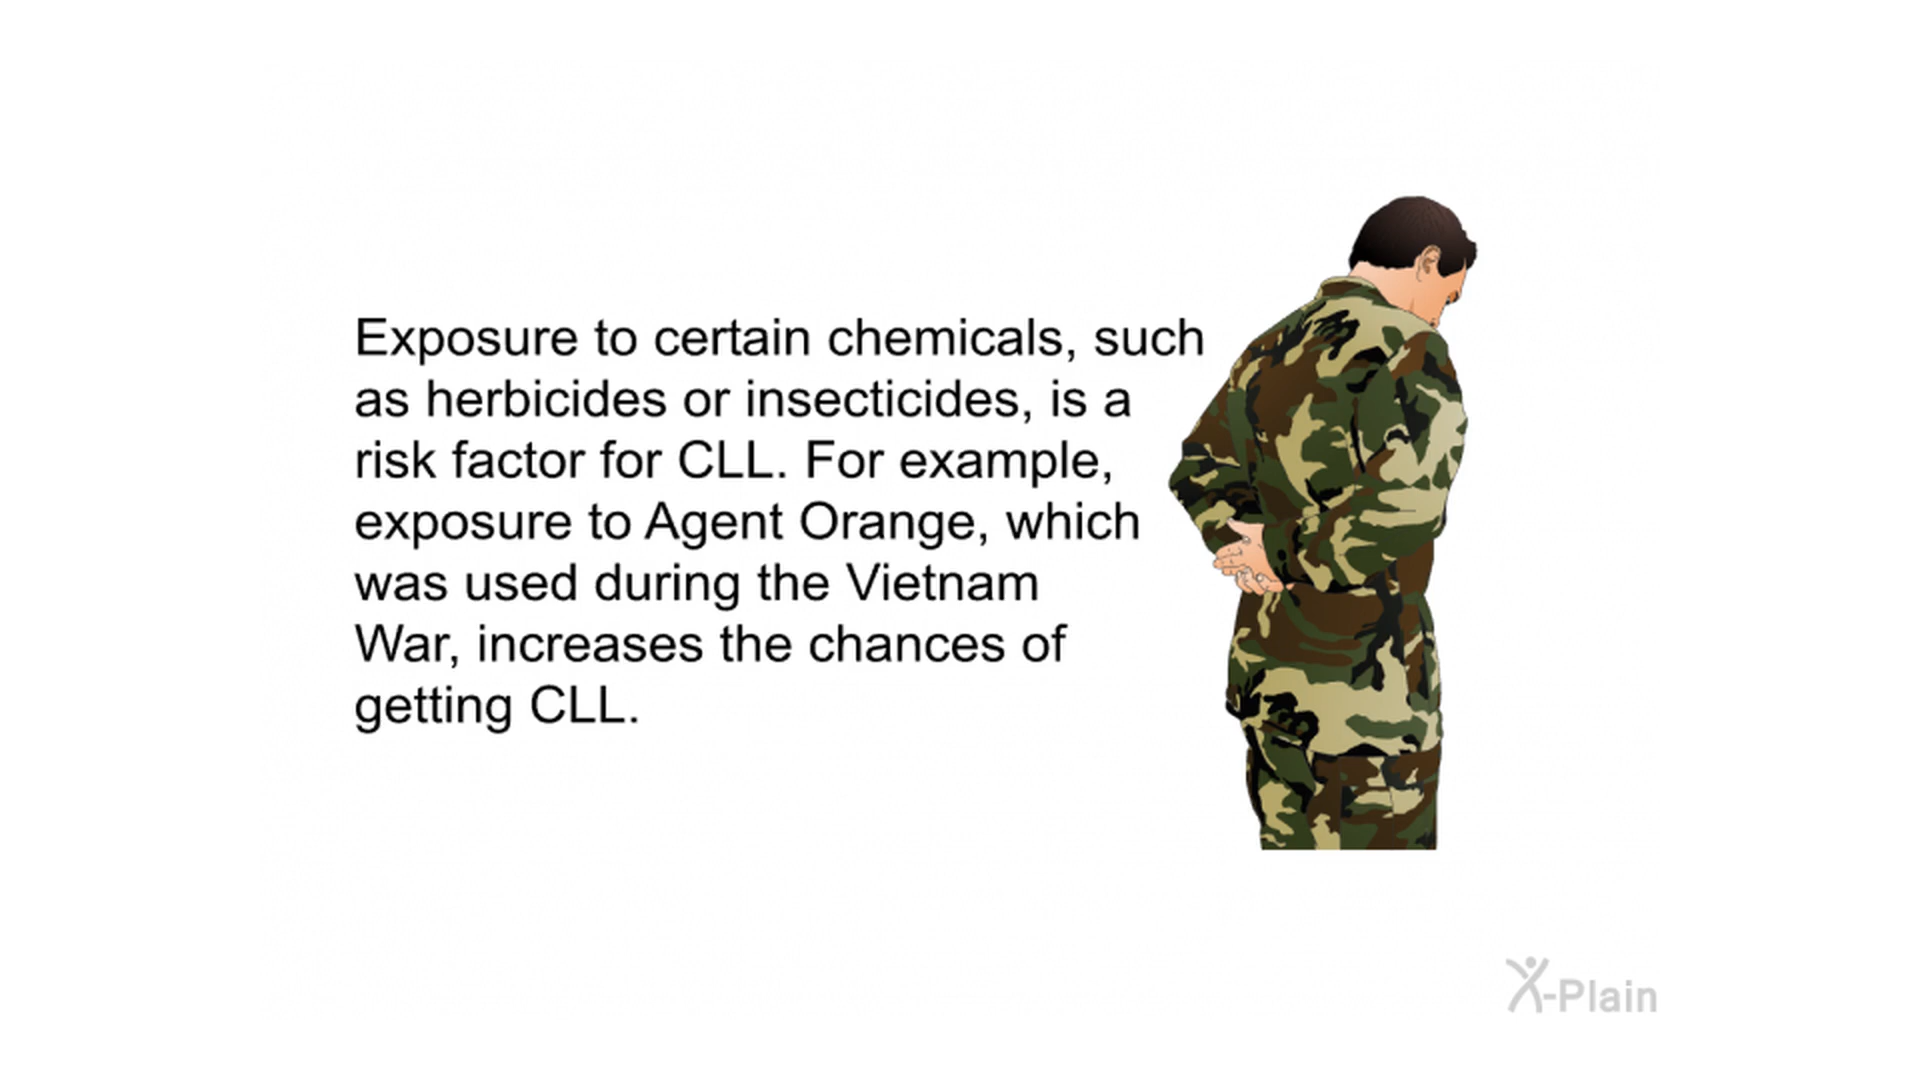 Exposure to certain chemicals, such
as herbicides or insecticides, is a
risk factor for CLL. For example,
exposure to Agent Orange, which
was used during the Vietnam
War, increases the chances of
getting CLL.
X-Plain